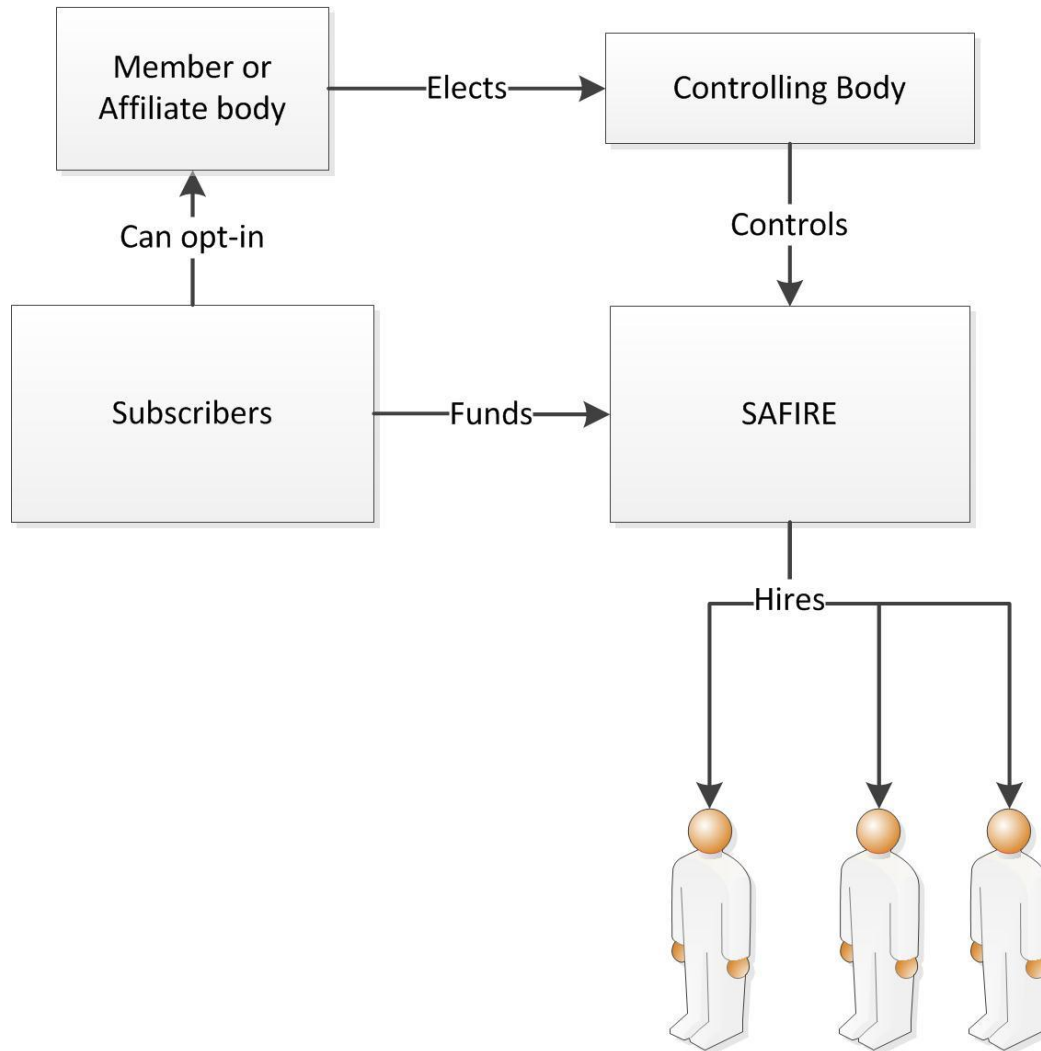 Member or
Affiliate body
Elects
Controlling Body
Can opt-in
Controls
Subscribers
Funds
SAFIRE
Hires